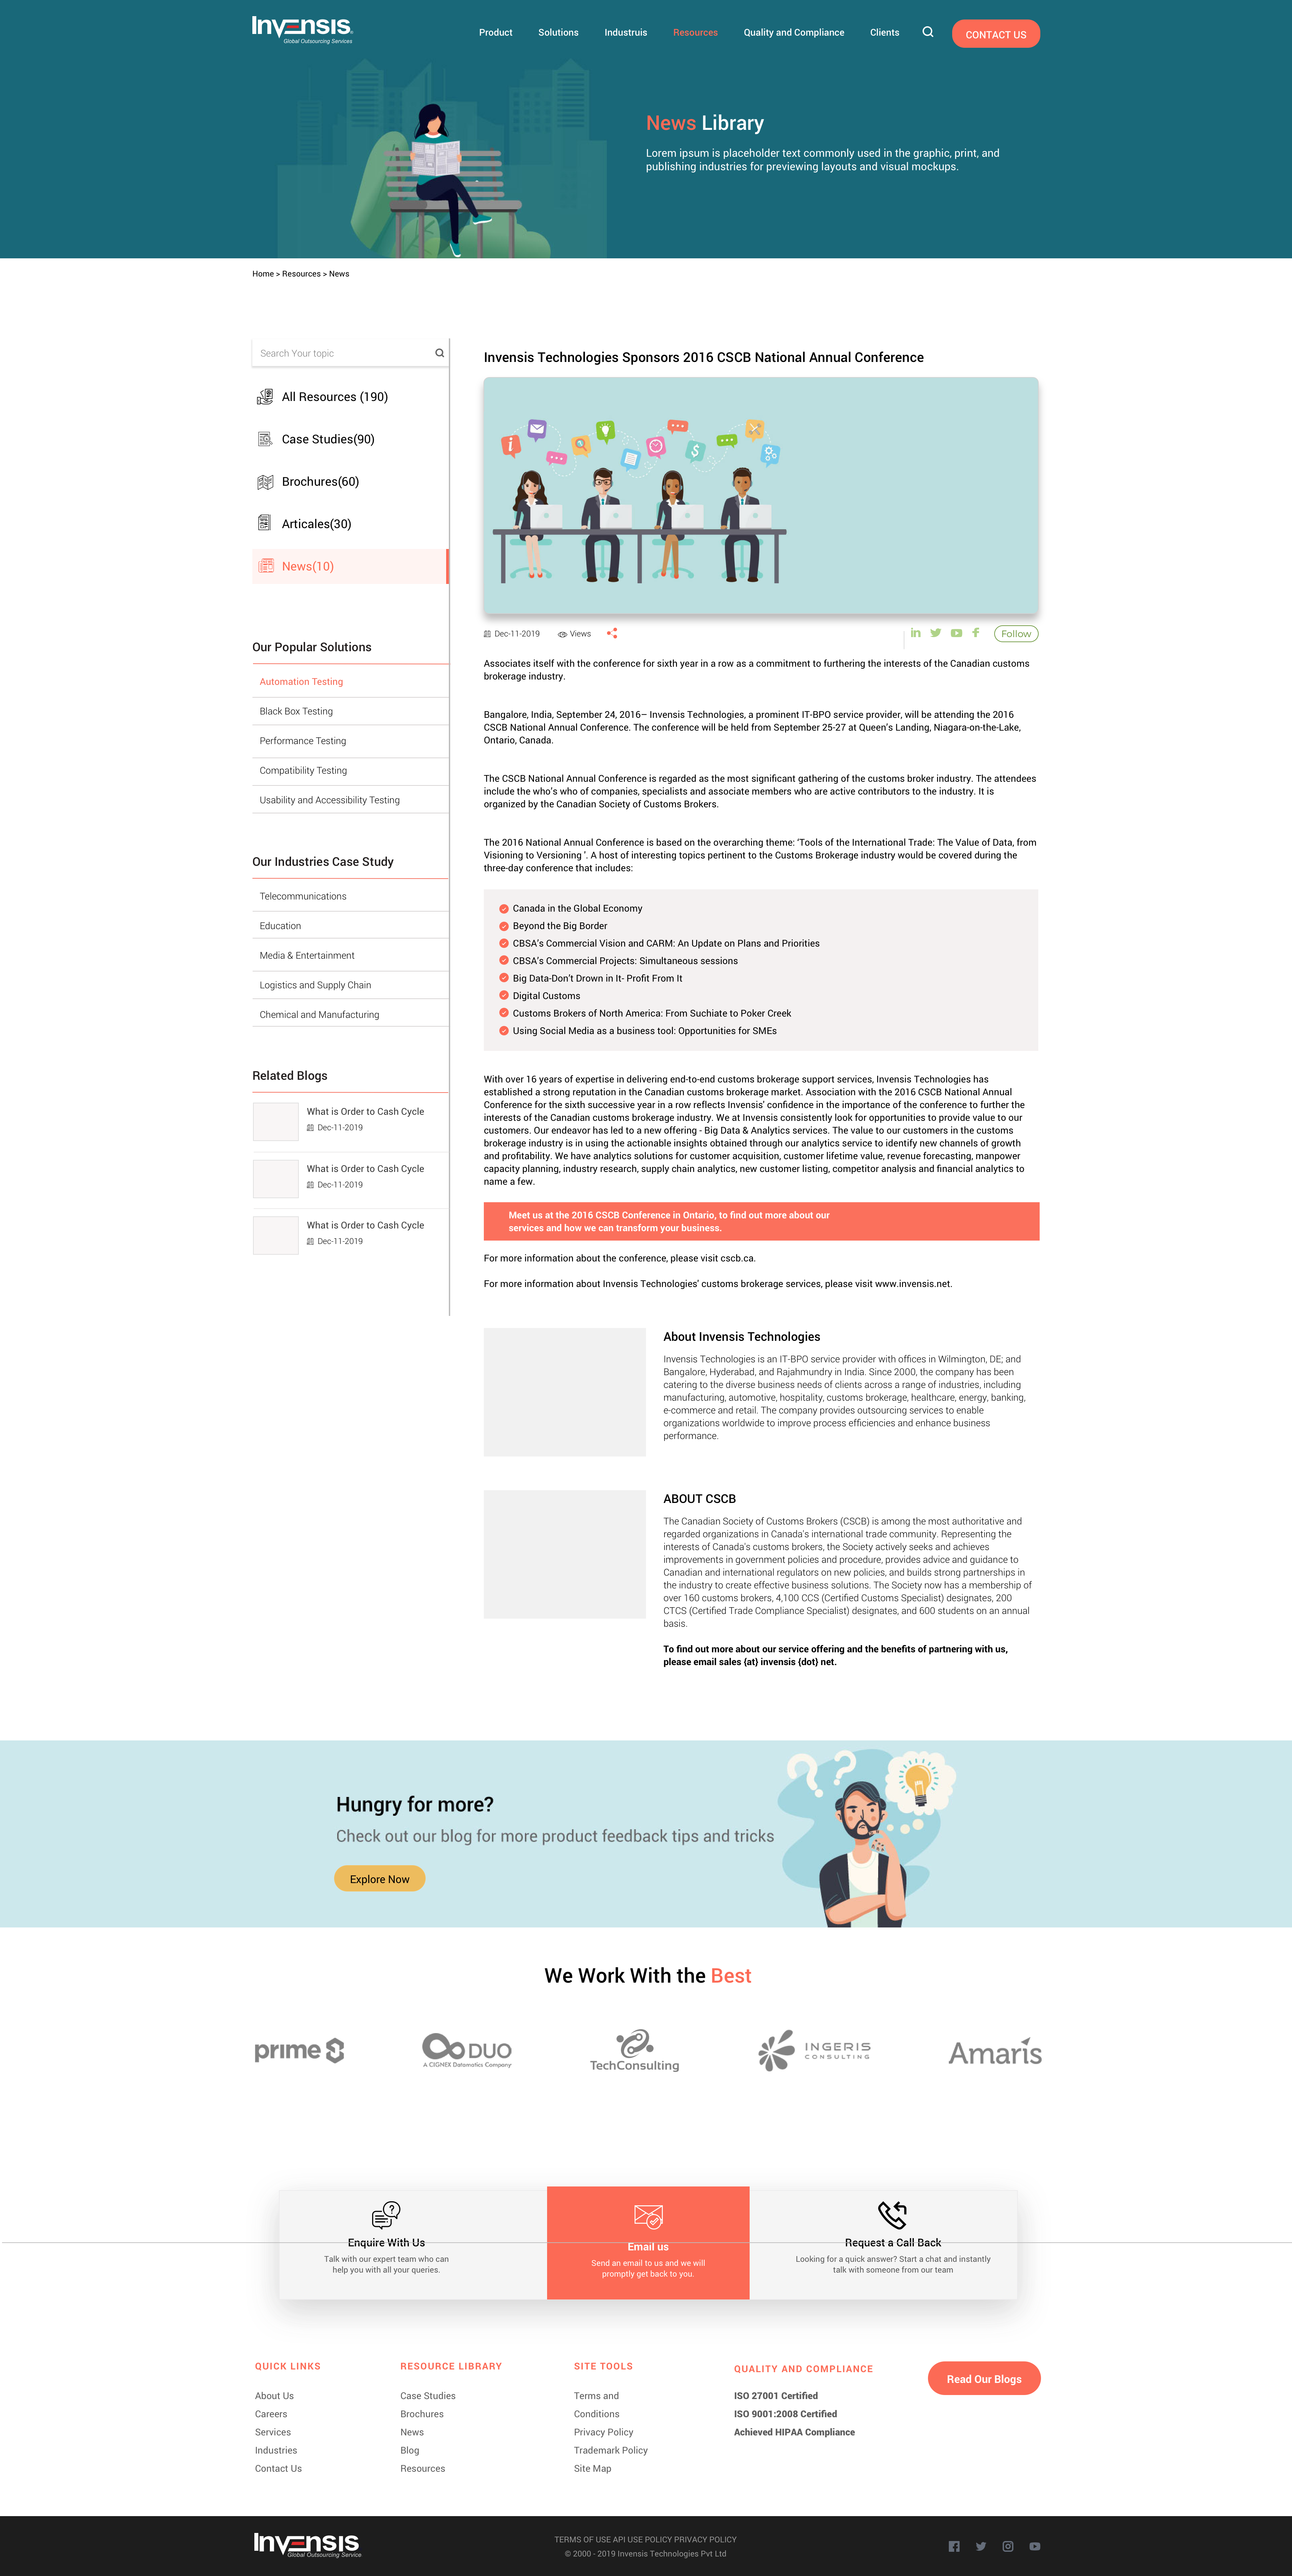 Invensis
Global Outsourcing Services
Product
Solutions
Industruis
Resources
Quality and Compliance
Clients
CONTACT US
News Library
Lorem ipsum is placeholder text commonly used in the graphic, print, and
publishing industries for previewing layouts and visual mockups.
Home > Resources > News
Search Your topic
All Resources (190)
Case Studies(90)
Brochures(60)
Articales(30)
News(10)
Our Popular Solutions
Automation Testing
Black Box Testing
Performance Testing
Compatibility Testing
Usability and Accessibility Testing
Our Industries Case Study
Telecommunications
Education
Media & Entertainment
Logistics and Supply Chain
Chemical and Manufacturing
Related Blogs
What is Order to Cash Cycle
Dec-11-2019
What is Order to Cash Cycle
Dec-11-2019
What is Order to Cash Cycle
Dec-11-2019
Invensis Technologies Sponsors 2016 CSCB National Annual Conference
Dec-11-2019
Views
Follow
Associates itself with the conference for sixth year in a row as a commitment to furthering the interests of the Canadian customs
brokerage industry.
Bangalore, India, September 24, 2016– Invensis Technologies, a prominent IT-BPO service provider, will be attending the 2016
CSCB National Annual Conference. The conference will be held from September 25-27 at Queen’s Landing, Niagara-on-the-Lake,
Ontario, Canada.
The CSCB National Annual Conference is regarded as the most significant gathering of the customs broker industry. The attendees
include the who’s who of companies, specialists and associate members who are active contributors to the industry. It is
organized by the Canadian Society of Customs Brokers.
The 2016 National Annual Conference is based on the overarching theme: ‘Tools of the International Trade: The Value of Data, from
Visioning to Versioning ’. A host of interesting topics pertinent to the Customs Brokerage industry would be covered during the
three-day conference that includes:
Canada in the Global Economy
Beyond the Big Border
CBSA’s Commercial Vision and CARM: An Update on Plans and Priorities
CBSA’s Commercial Projects: Simultaneous sessions
Big Data-Don’t Drown in It- Profit From It
Digital Customs
Customs Brokers of North America: From Suchiate to Poker Creek
Using Social Media as a business tool: Opportunities for SMEs
With over 16 years of expertise in delivering end-to-end customs brokerage support services, Invensis Technologies has
established a strong reputation in the Canadian customs brokerage market. Association with the 2016 CSCB National Annual
Conference for the sixth successive year in a row reflects Invensis’ confidence in the importance of the conference to further the
interests of the Canadian customs brokerage industry. We at Invensis consistently look for opportunities to provide value to our
customers. Our endeavor has led to a new offering - Big Data & Analytics services. The value to our customers in the customs
brokerage industry is in using the actionable insights obtained through our analytics service to identify new channels of growth
and profitability. We have analytics solutions for customer acquisition, customer lifetime value, revenue forecasting, manpower
capacity planning, industry research, supply chain analytics, new customer listing, competitor analysis and financial analytics to
name a few.
Meet us at the 2016 CSCB Conference in Ontario, to find out more about our
services and how we can transform your business.
For more information about the conference, please visit cscb.ca.
For more information about Invensis Technologies’ customs brokerage services, please visit www.invensis.net.
About Invensis Technologies
Invensis Technologies is an IT-BPO service provider with offices in Wilmington, DE; and
Bangalore, Hyderabad, and Rajahmundry in India. Since 2000, the company has been
catering to the diverse business needs of clients across a range of industries, including
manufacturing, automotive, hospitality, customs brokerage, healthcare, energy, banking,
e-commerce and retail. The company provides outsourcing services to enable
organizations worldwide to improve process efficiencies and enhance business
performance.
ABOUT CSCB
The Canadian Society of Customs Brokers (CSCB) is among the most authoritative and
regarded organizations in Canada’s international trade community. Representing the
interests of Canada’s customs brokers, the Society actively seeks and achieves
improvements in government policies and procedure, provides advice and guidance to
Canadian and international regulators on new policies, and builds strong partnerships in
the industry to create effective business solutions. The Society now has a membership of
over 160 customs brokers, 4,100 CCS (Certified Customs Specialist) designates, 200
CTCS (Certified Trade Compliance Specialist) designates, and 600 students on an annual
basis.
To find out more about our service offering and the benefits of partnering with us,
please email sales {at} invensis {dot} net.
Hungry for more?
Check out our blog for more product feedback tips and tricks
Explore Now
We Work With the Best
prime 3
DUO
A CIGNEX Datamatics Company
TechConsulting
INGERIS
CONSULTING
Amaris
Enquire With Us
Talk with our expert team who can
help you with all your queries.
Email us
Send an email to us and we will
promptly get back to you.
Request a Call Back
Looking for a quick answer? Start a chat and instantly
talk with someone from our team
QUICK LINKS
About Us
Careers
Services
Industries
Contact Us
RESOURCE LIBRARY
Case Studies
Brochures
News
Blog
Resources
SITE TOOLS
Terms and
Conditions
Privacy Policy
Trademark Policy
Site Map
QUALITY AND COMPLIANCE
ISO 27001 Certified
ISO 9001:2008 Certified
Achieved HIPAA Compliance
Read Our Blogs
Invensis
Global Outsourcing Service
TERMS OF USE API USE POLICY PRIVACY POLICY
© 2000 - 2019 Invensis Technologies Pvt Ltd